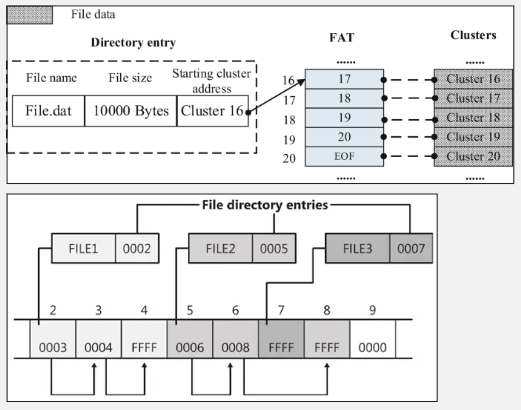 File data
Directory entry
FAT
Clusters
......
......
File name File size Starting cluster
address
16 17 Cluster 16
File.dat 10000 Bytes Cluster 16
17 18 Cluster 17
18 19 Cluster 18
19 20 Cluster 19
20 EOF Cluster 20
......
......
File directory entries
FILE1 0002 FILE2 0005 FILE3 0007
2 3 4 5 6 7 8 9
0003 0004 FFFF 0006 0008 FFFF FFFF 0000